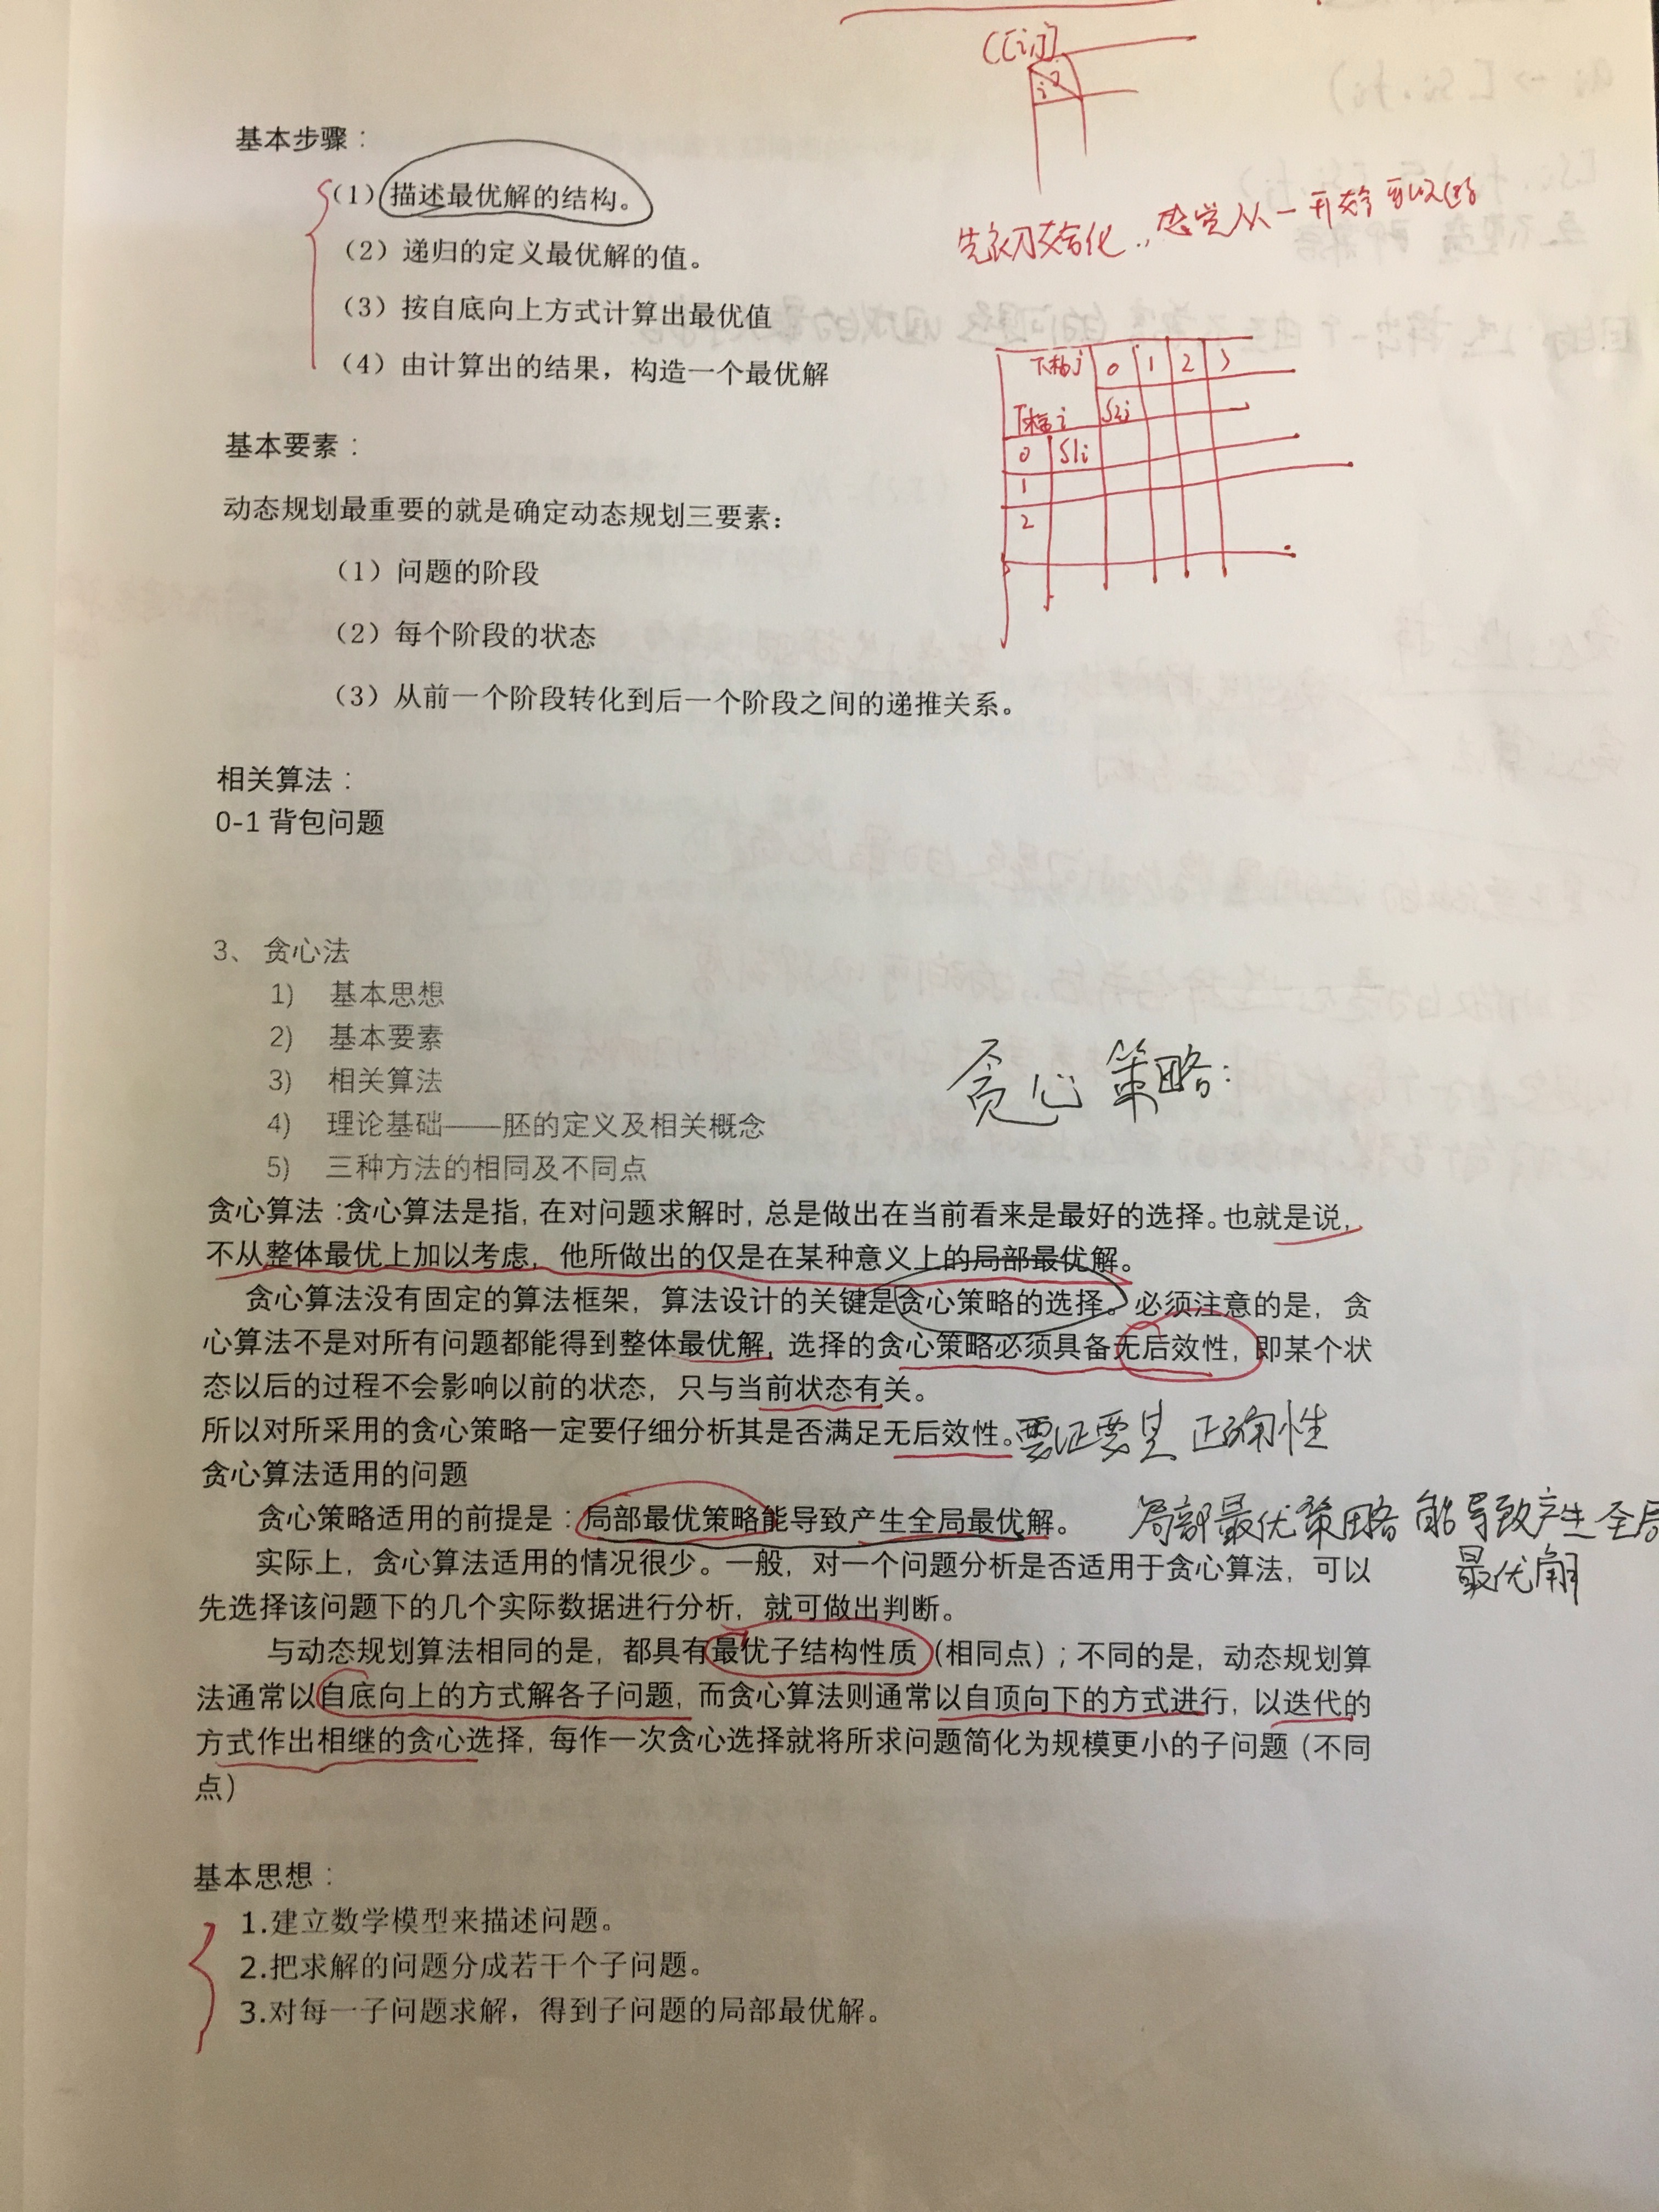 C[i,j]
i
基本步骤：
（1）描述最优解的结构。
（2）递归的定义最优解的值。
先初始化，感觉从一开始
（3）按自底向上方式计算出最优值
（4）由计算出的结果，构造一个最优解
下标j 0 1 2 3
下标i S2j
0 S1i
1
2
基本要素：
动态规划最重要的就是确定动态规划三要素：
（1）问题的阶段
（2）每个阶段的状态
（3）从前一个阶段转化到后一个阶段之间的递推关系。
相关算法：
0-1 背包问题
3、 贪心法
1) 基本思想
2) 基本要素
3) 相关算法
4) 理论基础——胚的定义及相关概念
5) 三种方法的相同及不同点
贪心策略：
贪心算法：贪心算法是指，在对问题求解时，总是做出在当前看来是最好的选择。也就是说，
不从整体最优上加以考虑，他所做出的仅是在某种意义上的局部最优解。
贪心算法没有固定的算法框架，算法设计的关键是贪心策略的选择。必须注意的是，贪
心算法不是对所有问题都能得到整体最优解，选择的贪心策略必须具备无后效性，即某个状
态以后的过程不会影响以前的状态，只与当前状态有关。
所以对所采用的贪心策略一定要仔细分析其是否满足无后效性。要证要其 正确性
贪心算法适用的问题
贪心策略适用的前提是：局部最优策略能导致产生全局最优解。 局部最优策略 能导致产生全局
最优解
实际上，贪心算法适用的情况很少。一般，对一个问题分析是否适用于贪心算法，可以
先选择该问题下的几个实际数据进行分析，就可做出判断。
与动态规划算法相同的是，都具有最优子结构性质（相同点）；不同的是，动态规划算
法通常以自底向上的方式解各子问题，而贪心算法则通常以自顶向下的方式进行，以迭代的
方式作出相继的贪心选择，每作一次贪心选择就将所求问题简化为规模更小的子问题（不同
点）
基本思想：
1.建立数学模型来描述问题。
2.把求解的问题分成若干个子问题。
3.对每一子问题求解，得到子问题的局部最优解。